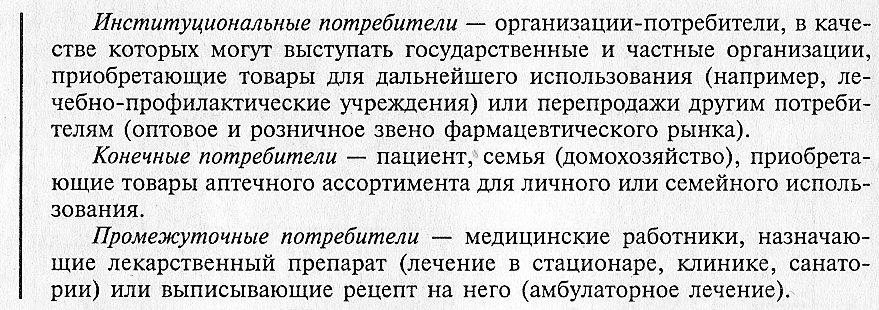 Институциональные потребители — организации-потребители, в каче-
стве которых могут выступать государственные и частные организации,
приобретающие товары для дальнейшего использования (например, ле-
чебно-профилактические учреждения) или перепродажи другим потреби-
телям (оптовое и розничное звено фармацевтического рынка).
Конечные потребители — пациент, семья (домохозяйство), приобрета-
ющие товары аптечного ассортимента для личного или семейного исполь-
зования.
Промежуточные потребители — медицинские работники, назначаю-
щие лекарственный препарат (лечение в стационаре, клинике, санато-
рии) или выписывающие рецепт на него (амбулаторное лечение).